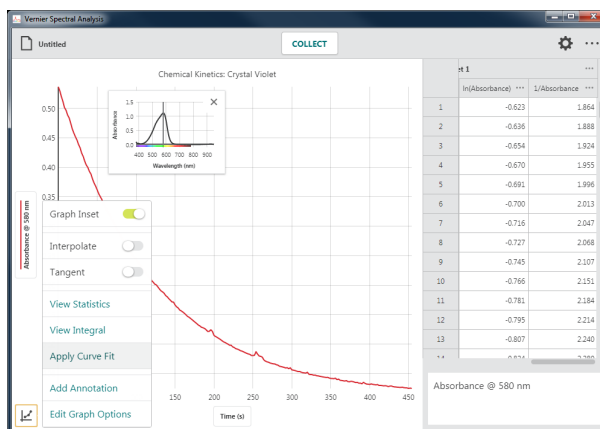 Vernier Spectral Analysis
Untitled
COLLECT
Chemical Kinetics: Crystal Violet
0.50
0.45
0.40
0.35
Absorbance @ 580 nm
1.5
1.0
0.5
0.0
Absorbance
400 500 600 700 800 900
Wavelength (nm)
Graph Inset
Interpolate
Tangent
View Statistics
View Integral
Apply Curve Fit
Add Annotation
Edit Graph Options
150 200 250 300 350 400 450
Time (s)
et 1
ln(Absorbance) 1/Absorbance
1 -0.623 1.864
2 -0.636 1.888
3 -0.654 1.924
4 -0.670 1.955
5 -0.691 1.996
6 -0.700 2.013
7 -0.716 2.047
8 -0.727 2.068
9 -0.745 2.107
10 -0.766 2.151
11 -0.781 2.184
12 -0.795 2.214
13 -0.807 2.240
14
Absorbance @ 580 nm